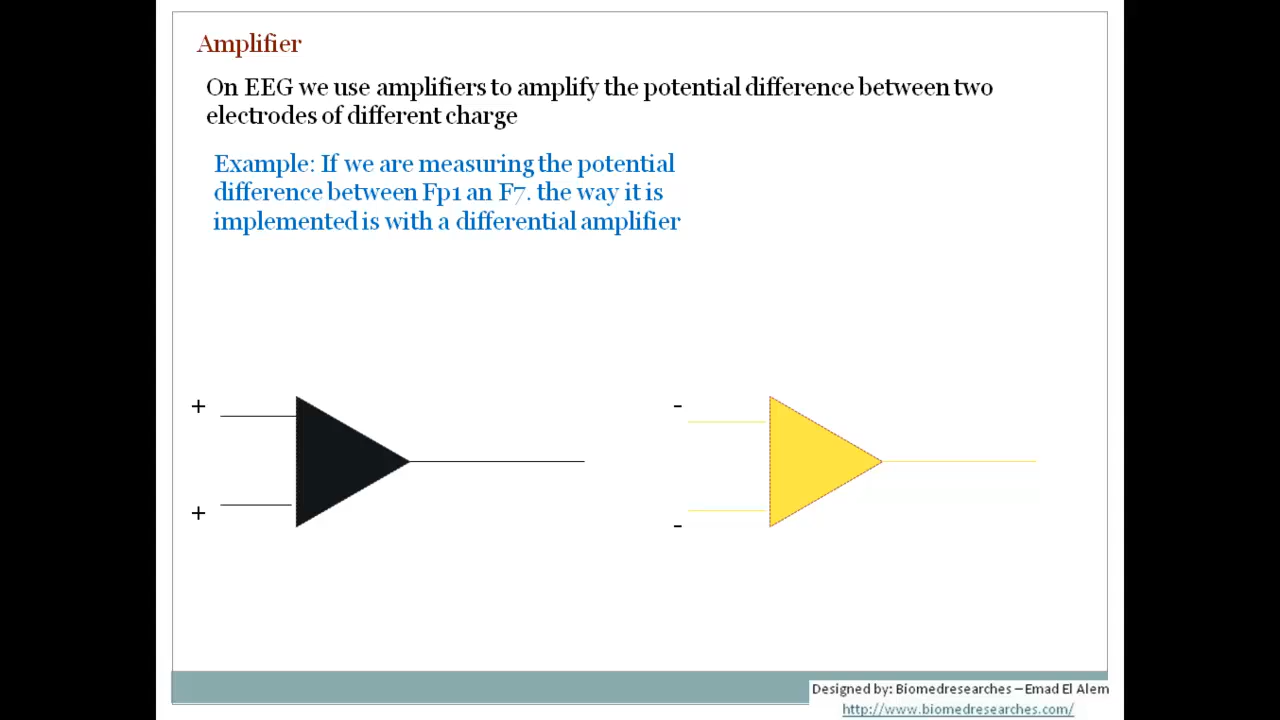 Amplifier
On EEG we use amplifiers to amplify the potential difference between two
electrodes of different charge
Example: If we are measuring the potential
difference between Fp1 an F7. the way it is
implemented is with a differential amplifier
+
-
+
-
Designed by: Biomedresearches – Emad El Alem
http://www.biomedresearches.com/